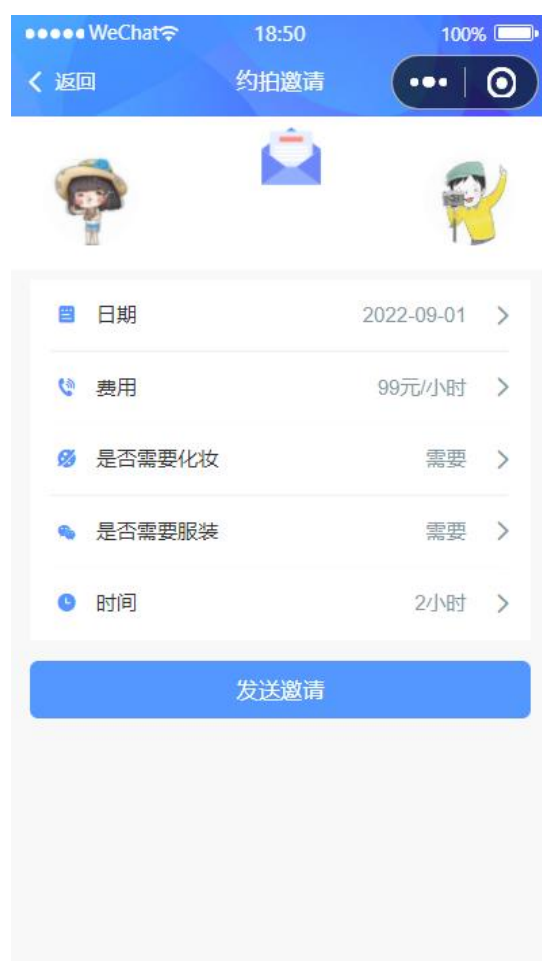 WeChat 18:50 100%
返回 约拍邀请
日期 2022-09-01
费用 99元/小时
是否需要化妆 需要
是否需要服装 需要
时间 2小时
发送邀请